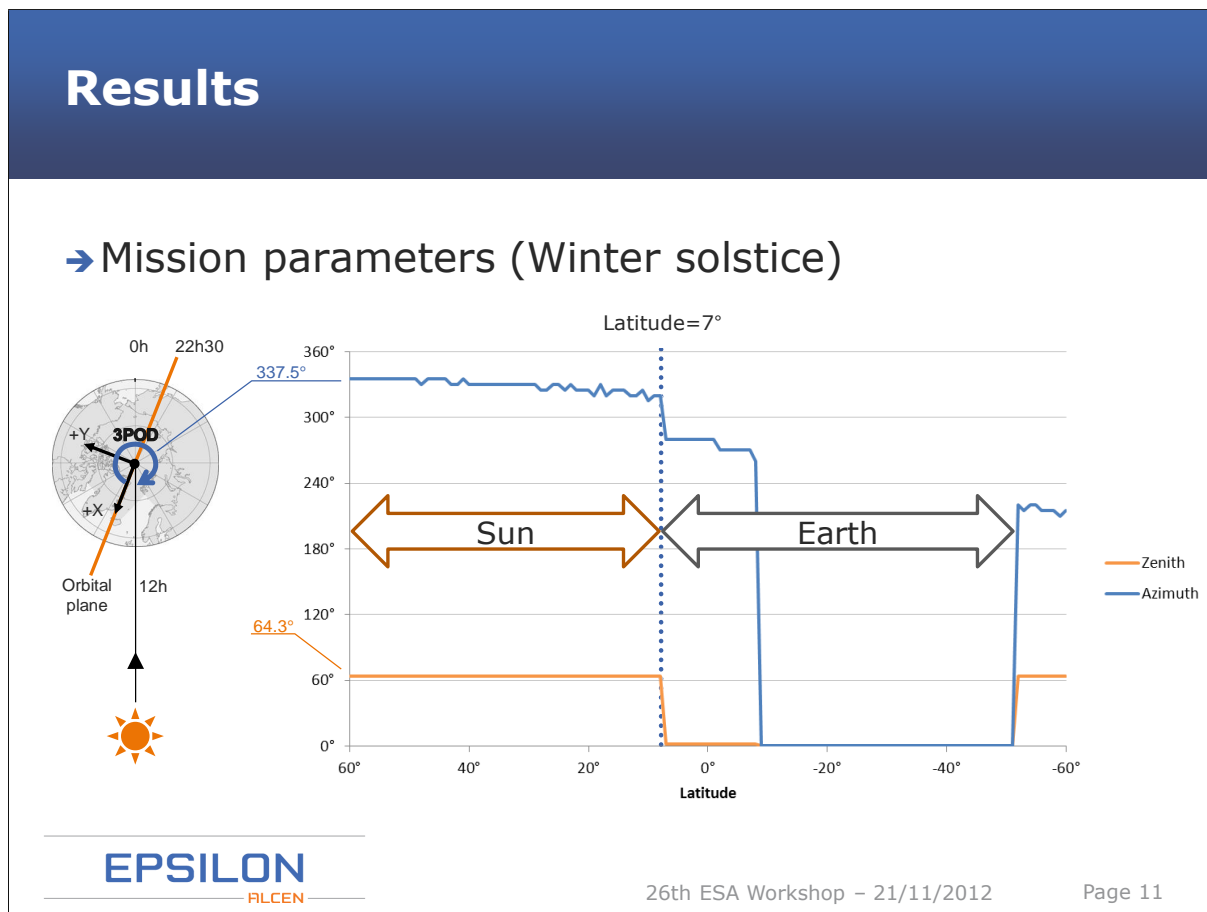 Results
➔ Mission parameters (Winter solstice)
Latitude=7°
0h 22h30
337.5°
+Y
3POD
+X
Orbital
plane
12h
64.3°
360°
300°
240°
180°
120°
60°
0°
Sun
Earth
Zenith
Azimuth
60° 40° 20° 0° -20° -40° -60°
Latitude
EPSILON
ALCEN
26th ESA Workshop – 21/11/2012 Page 11